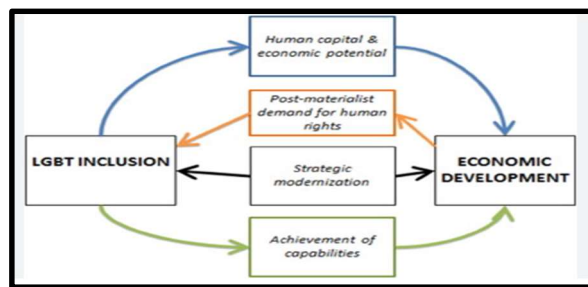 Human capital &
economic potential
Post-materialist
demand for human
rights
LGBT INCLUSION
Strategic
modernization
ECONOMIC
DEVELOPMENT
Achievement of
capabilities